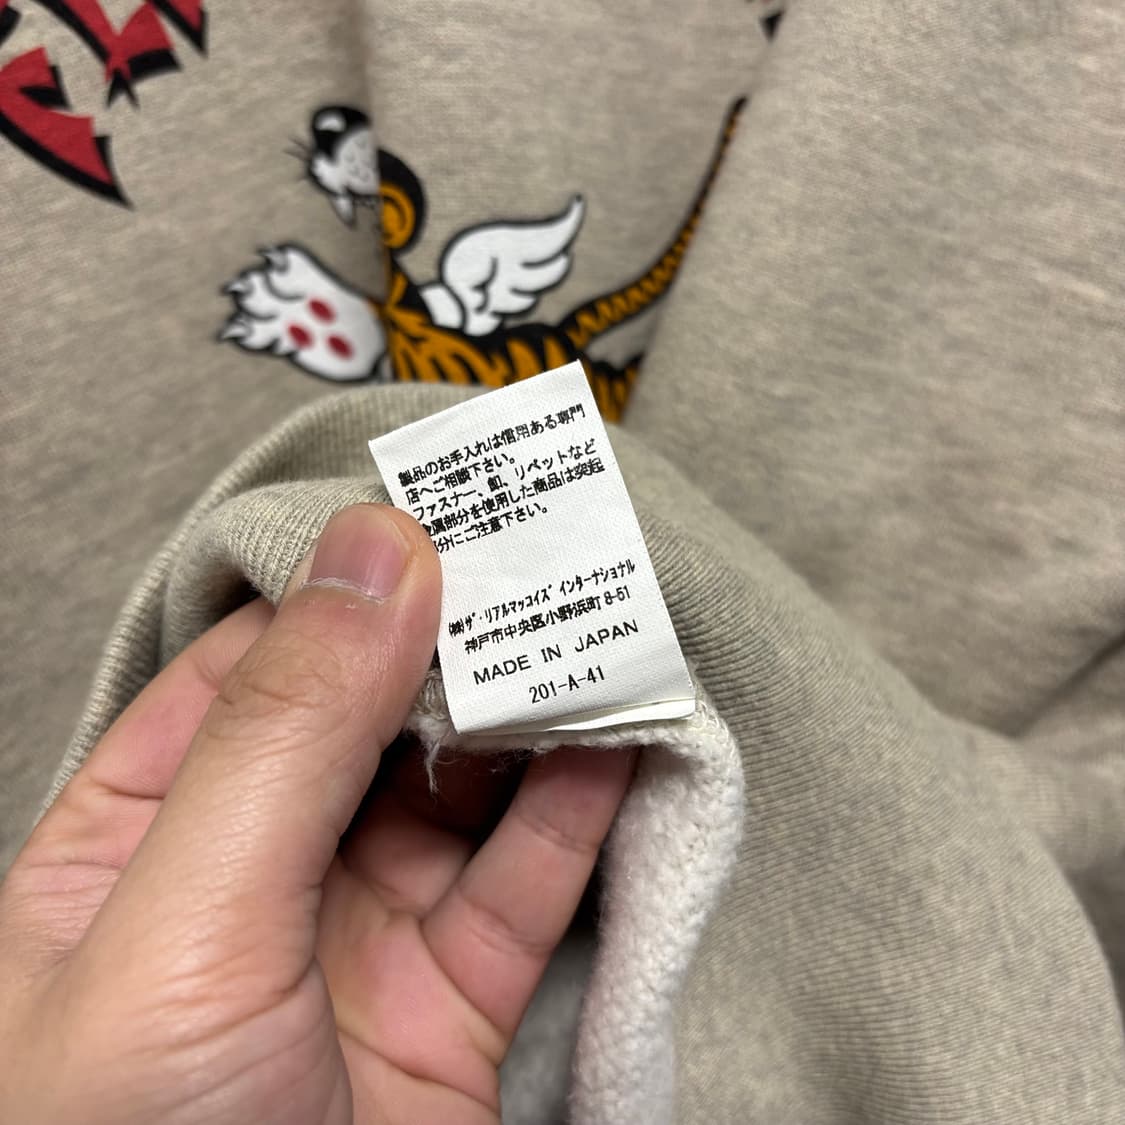 製品のお手入れは信用ある専門
店へご相談下さい。
ファスナー、釦、リベットなど
金属部分を使用した商品は突起
部分にご注意下さい。
㈱ザ・リアルマッコイズ インターナショナル
神戸市中央区小野浜町 8-51
MADE IN JAPAN
201-A-41